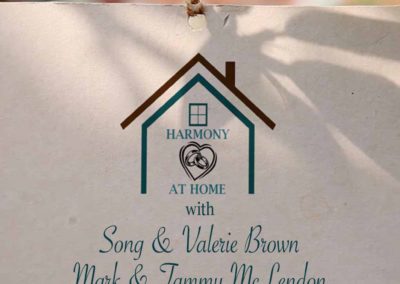 HARMONY
AT HOME
with
Song & Valerie Brown
Mark & Tammy McLendon